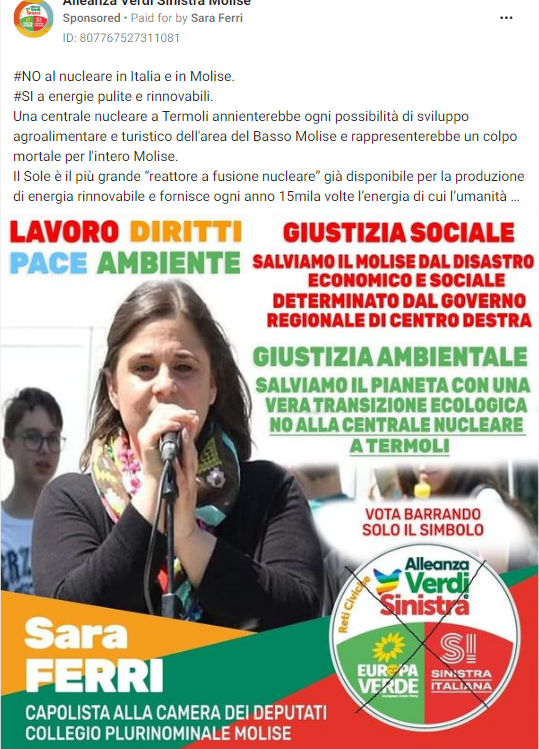 Alleanza Verdi Sinistra Molise
Sponsored • Paid for by Sara Ferri
ID: 807767527311081
#NO al nucleare in Italia e in Molise.
#SI a energie pulite e rinnovabili.
Una centrale nucleare a Termoli annienterebbe ogni possibilità di sviluppo
agroalimentare e turistico dell'area del Basso Molise e rappresenterebbe un colpo
mortale per l'intero Molise.
Il Sole è il più grande “reattore a fusione nucleare” già disponibile per la produzione
di energia rinnovabile e fornisce ogni anno 15mila volte l’energia di cui l’umanità ...
LAVORO DIRITTI
PACE AMBIENTE
GIUSTIZIA SOCIALE
SALVIAMO IL MOLISE DAL DISASTRO
ECONOMICO E SOCIALE
DETERMINATO DAL GOVERNO
REGIONALE DI CENTRO DESTRA
GIUSTIZIA AMBIENTALE
SALVIAMO IL PIANETA CON UNA
VERA TRANSIZIONE ECOLOGICA
NO ALLA CENTRALE NUCLEARE
A TERMOLI
VOTA BARRANDO
SOLO IL SIMBOLO
Alleanza
Verdi e
Sinistra
Reti Civiche
EUROPA
VERDE
SI
SINISTRA
ITALIANA
Sara
FERRI
CAPOLISTA ALLA CAMERA DEI DEPUTATI
COLLEGIO PLURINOMINALE MOLISE